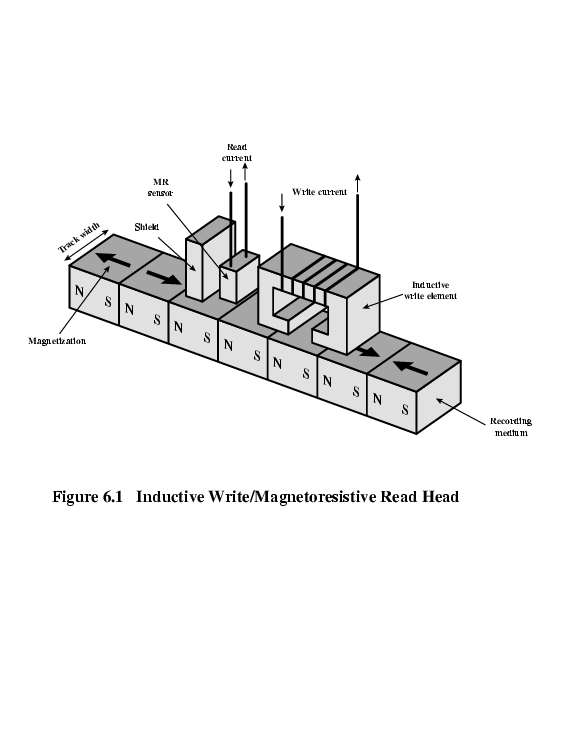 Read
current
MR
sensor
Write current
Shield
Track width
Inductive
write element
N S
N S
N S
N S
N S
N S
N S
Magnetization
Recording
medium
Figure 6.1 Inductive Write/Magnetoresistive Read Head